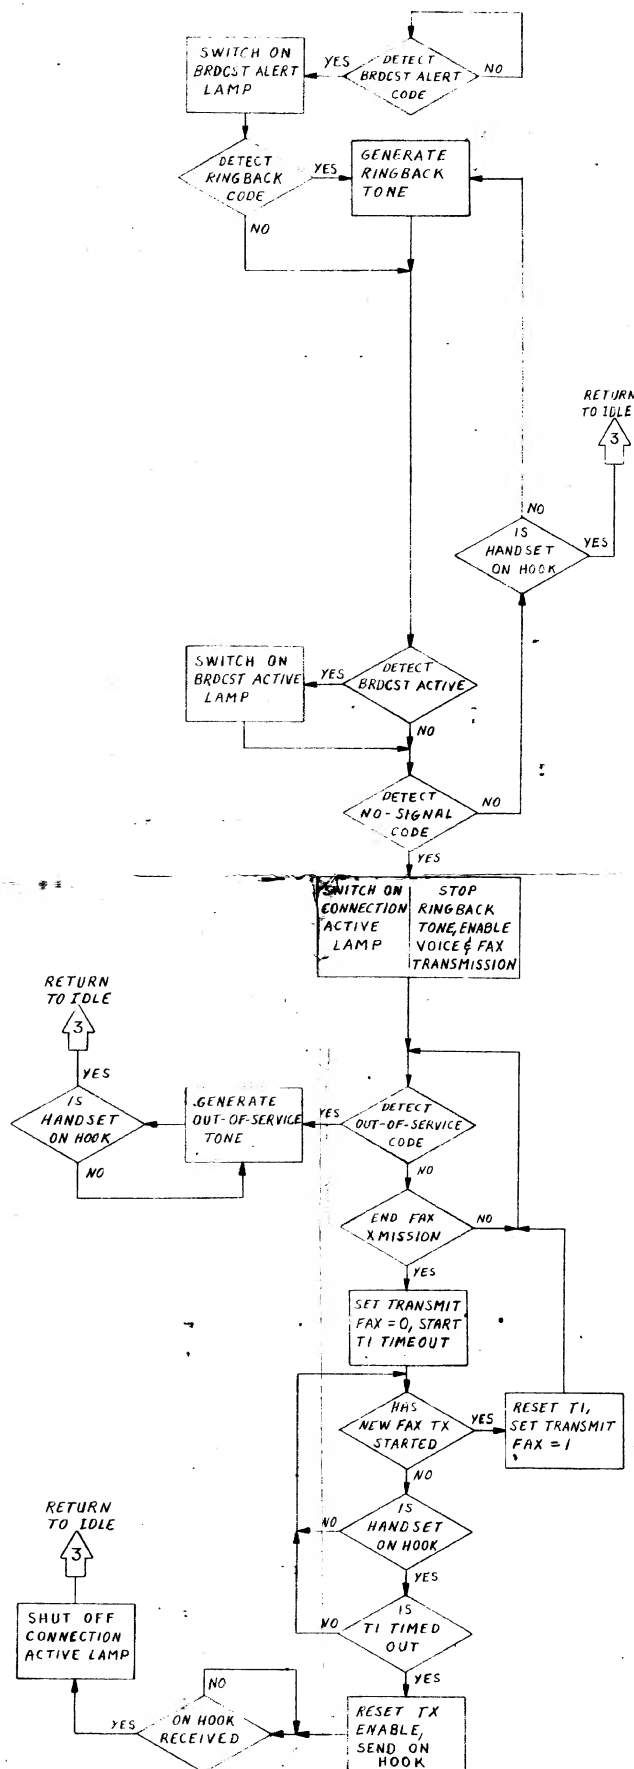 SWITCH ON
BRDCST ALERT
LAMP
YES
DETECT
BRDCST ALERT
CODE
NO
DETECT
RINGBACK
CODE
YES
GENERATE
RINGBACK
TONE
NO
RETURN
TO IDLE
3
NO
IS
HANDSET
ON HOOK
YES
SWITCH ON
BRDCST ACTIVE
LAMP
YES
DETECT
BRDCST ACTIVE
NO
DETECT
NO-SIGNAL
CODE
NO
YES
SWITCH ON
CONNECTION
ACTIVE
LAMP
STOP
RINGBACK
TONE, ENABLE
VOICE & FAX
TRANSMISSION
RETURN
TO IDLE
3
YES
IS
HANDSET
ON HOOK
NO
GENERATE
OUT-OF-SERVICE
TONE
YES
DETECT
OUT-OF-SERVICE
CODE
NO
END FAX
XMISSION
NO
YES
SET TRANSMIT
FAX = 0, START
T1 TIMEOUT
HAS
NEW FAX TX
STARTED
YES
RESET T1,
SET TRANSMIT
FAX = 1
NO
IS
HANDSET
ON HOOK
NO
YES
IS
T1 TIMED
OUT
NO
YES
RETURN
TO IDLE
3
SHUT OFF
CONNECTION
ACTIVE LAMP
YES
ON HOOK
RECEIVED
NO
RESET TX
ENABLE,
SEND ON
HOOK